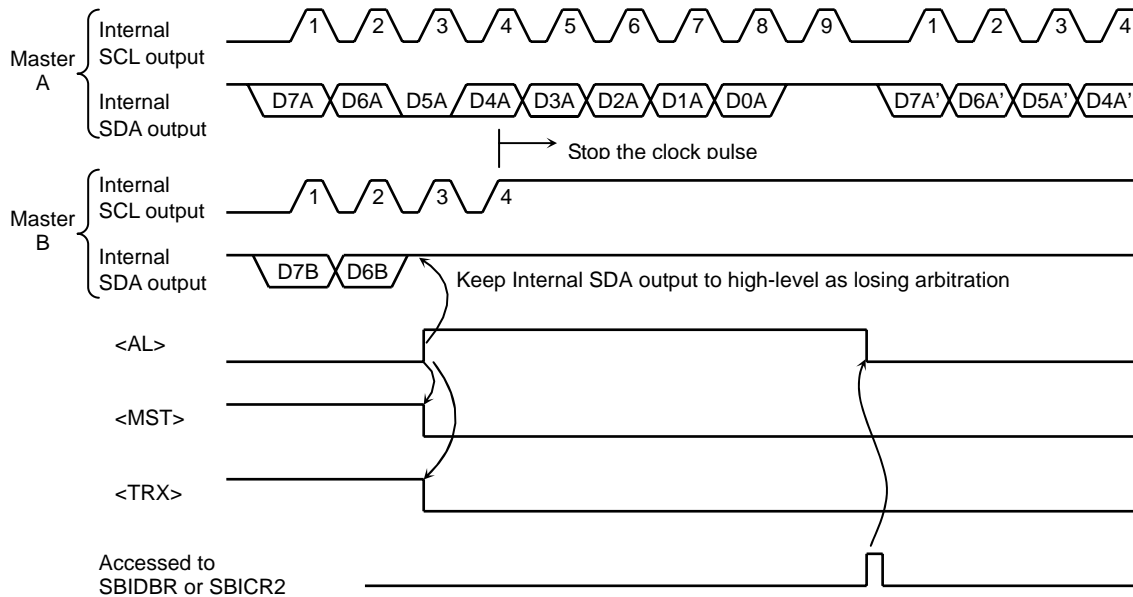 Master
A
Internal
SCL output
1 2 3 4 5 6 7 8 9 1 2 3 4
Internal
SDA output
D7A D6A D5A D4A D3A D2A D1A D0A D7A' D6A' D5A' D4A'
Stop the clock pulse
Master
B
Internal
SCL output
1 2 3 4
Internal
SDA output
D7B D6B
Keep Internal SDA output to high-level as losing arbitration
<AL>
<MST>
<TRX>
Accessed to
SBIDBR or SBICR2